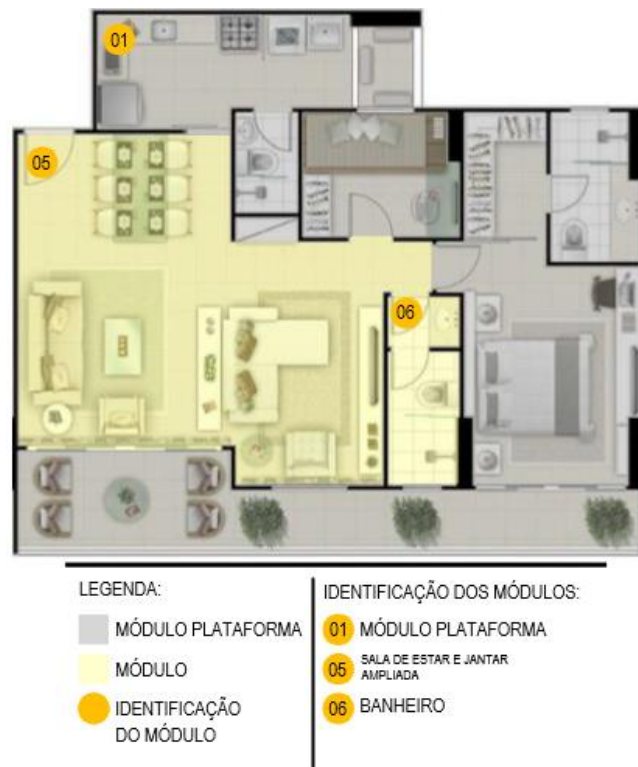 01
05
06
LEGENDA:
MÓDULO PLATAFORMA
MÓDULO
IDENTIFICAÇÃO
DO MÓDULO
IDENTIFICAÇÃO DOS MÓDULOS:
01 MÓDULO PLATAFORMA
05 SALA DE ESTAR E JANTAR
AMPLIADA
06 BANHEIRO